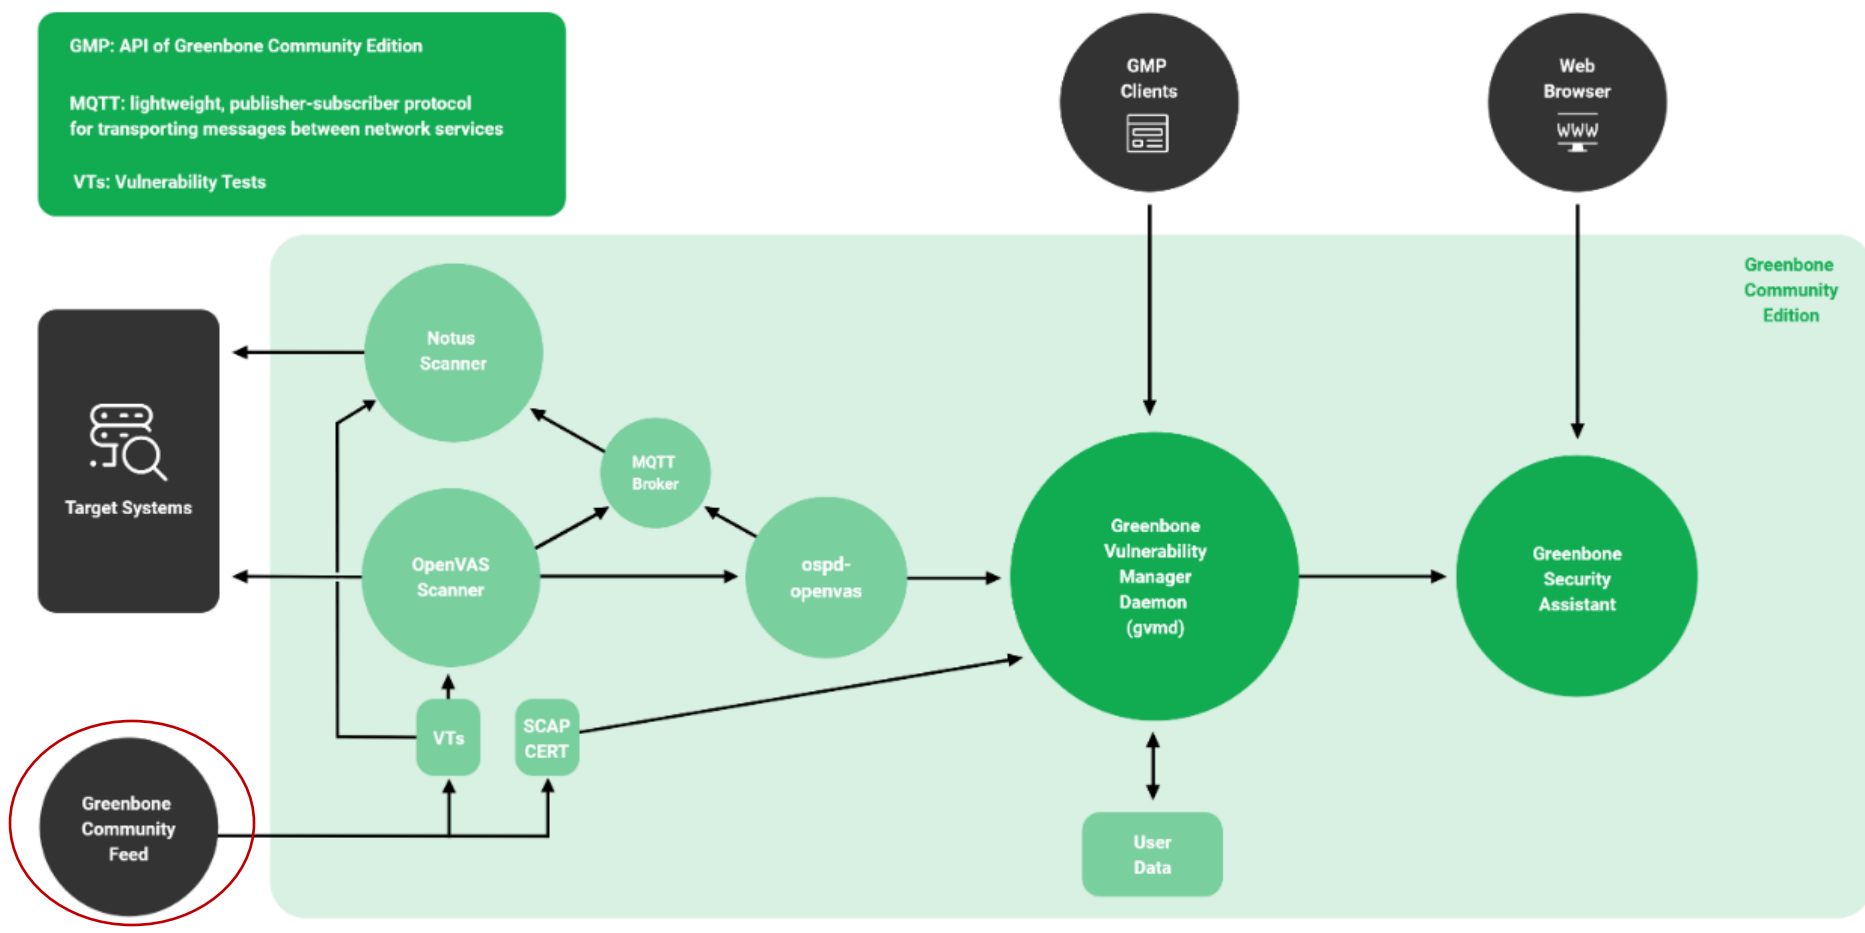 GMP: API of Greenbone Community Edition
MQTT: lightweight, publisher-subscriber protocol
for transporting messages between network services
VTs: Vulnerability Tests
GMP
Clients
Web
Browser
WWW
Greenbone
Community
Edition
Notus
Scanner
Target Systems
MQTT
Broker
OpenVAS
Scanner
ospd-
openvas
Greenbone
Vulnerability
Manager
Daemon
(gvmd)
Greenbone
Security
Assistant
VTs
SCAP
CERT
Greenbone
Community
Feed
User
Data